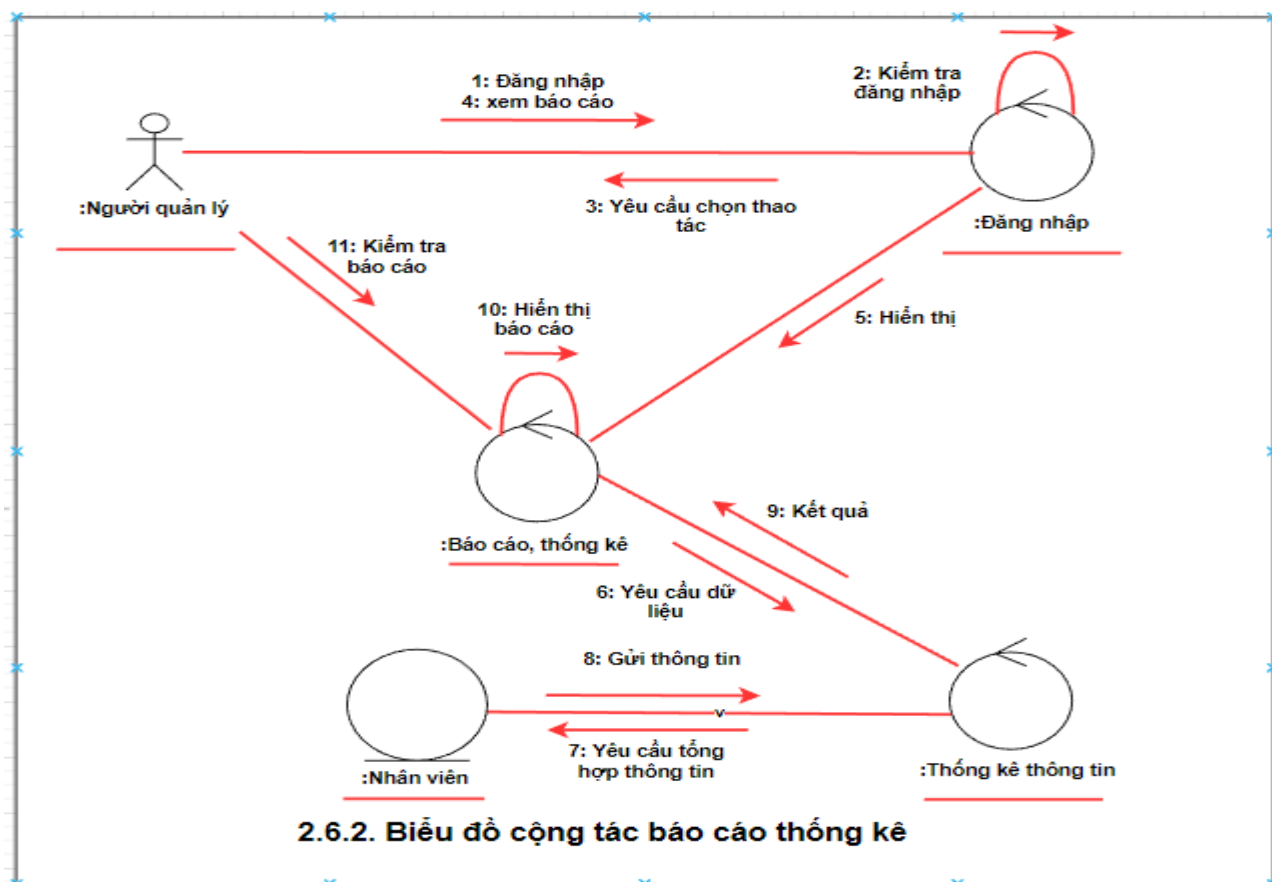 1: Đăng nhập
4: xem báo cáo
2: Kiểm tra
đăng nhập
:Người quản lý
3: Yêu cầu chọn thao
tác
:Đăng nhập
11: Kiểm tra
báo cáo
10: Hiển thị
báo cáo
5: Hiển thị
9: Kết quả
:Báo cáo, thống kê
6: Yêu cầu dữ
liệu
8: Gửi thông tin
v
7: Yêu cầu tổng
hợp thông tin
:Nhân viên
:Thống kê thông tin
2.6.2. Biểu đồ cộng tác báo cáo thống kê